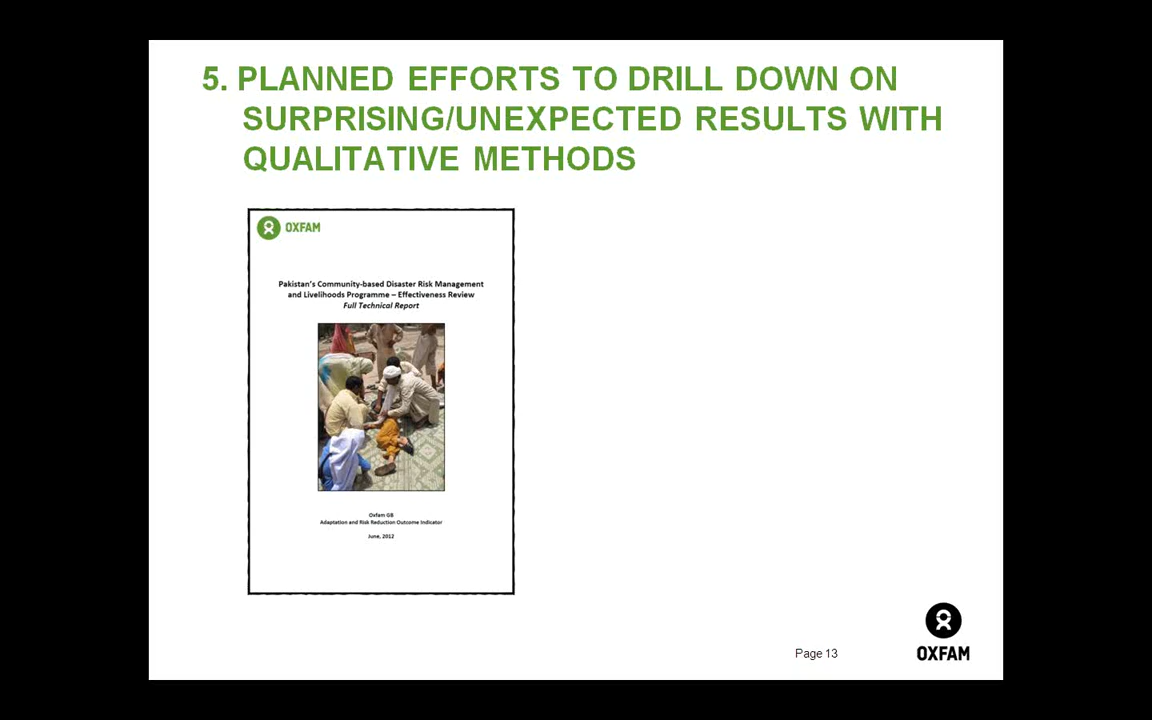 5. PLANNED EFFORTS TO DRILL DOWN ON
SURPRISING/UNEXPECTED RESULTS WITH
QUALITATIVE METHODS
OXFAM
Pakistan's Community-based Disaster Risk Management
and Livelihoods Programme – Effectiveness Review
Full Technical Report
Oxfam GB
Adaptation and Risk Reduction Outcome Indicator
June, 2012
Page 13
OXFAM